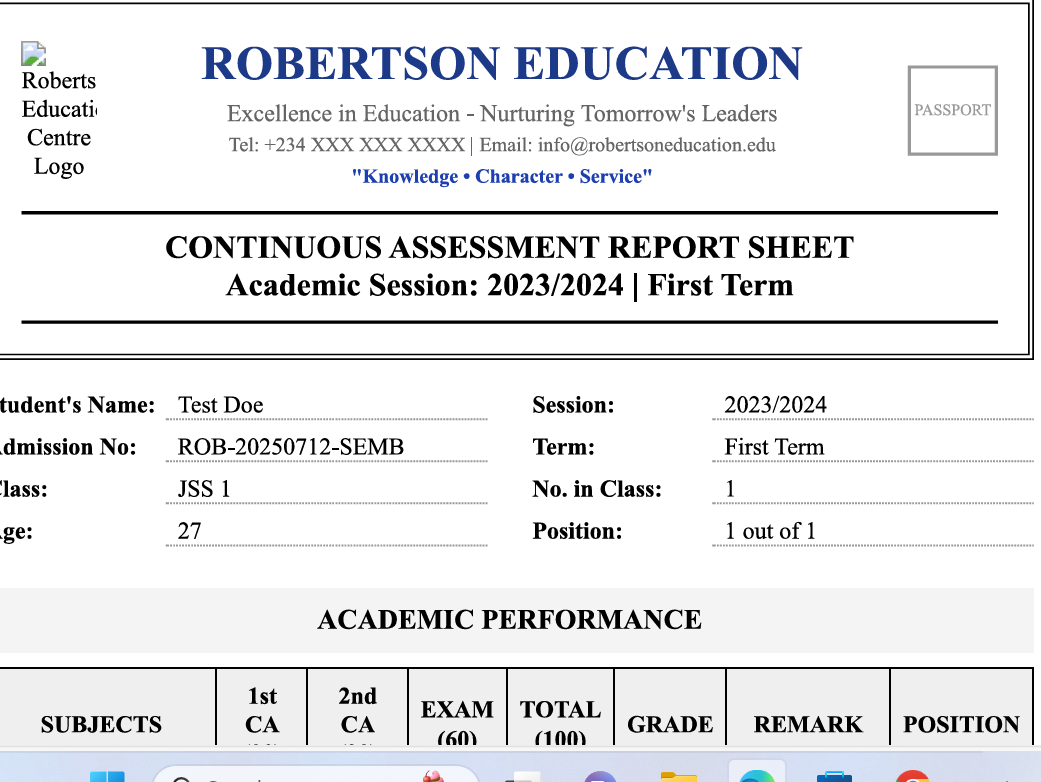 Roberts
Educati
Centre
Logo
ROBERTSON EDUCATION
Excellence in Education - Nurturing Tomorrow's Leaders
Tel: +234 XXX XXX XXXX | Email: info@robertsoneducation.edu
"Knowledge • Character • Service"
PASSPORT
CONTINUOUS ASSESSMENT REPORT SHEET
Academic Session: 2023/2024 | First Term
tudent's Name: Test Doe Session: 2023/2024
dmission No: ROB-20250712-SEMB Term: First Term
lass: JSS 1 No. in Class: 1
ge: 27 Position: 1 out of 1
ACADEMIC PERFORMANCE
SUBJECTS 1st CA 2nd CA EXAM (60) TOTAL (100) GRADE REMARK POSITION